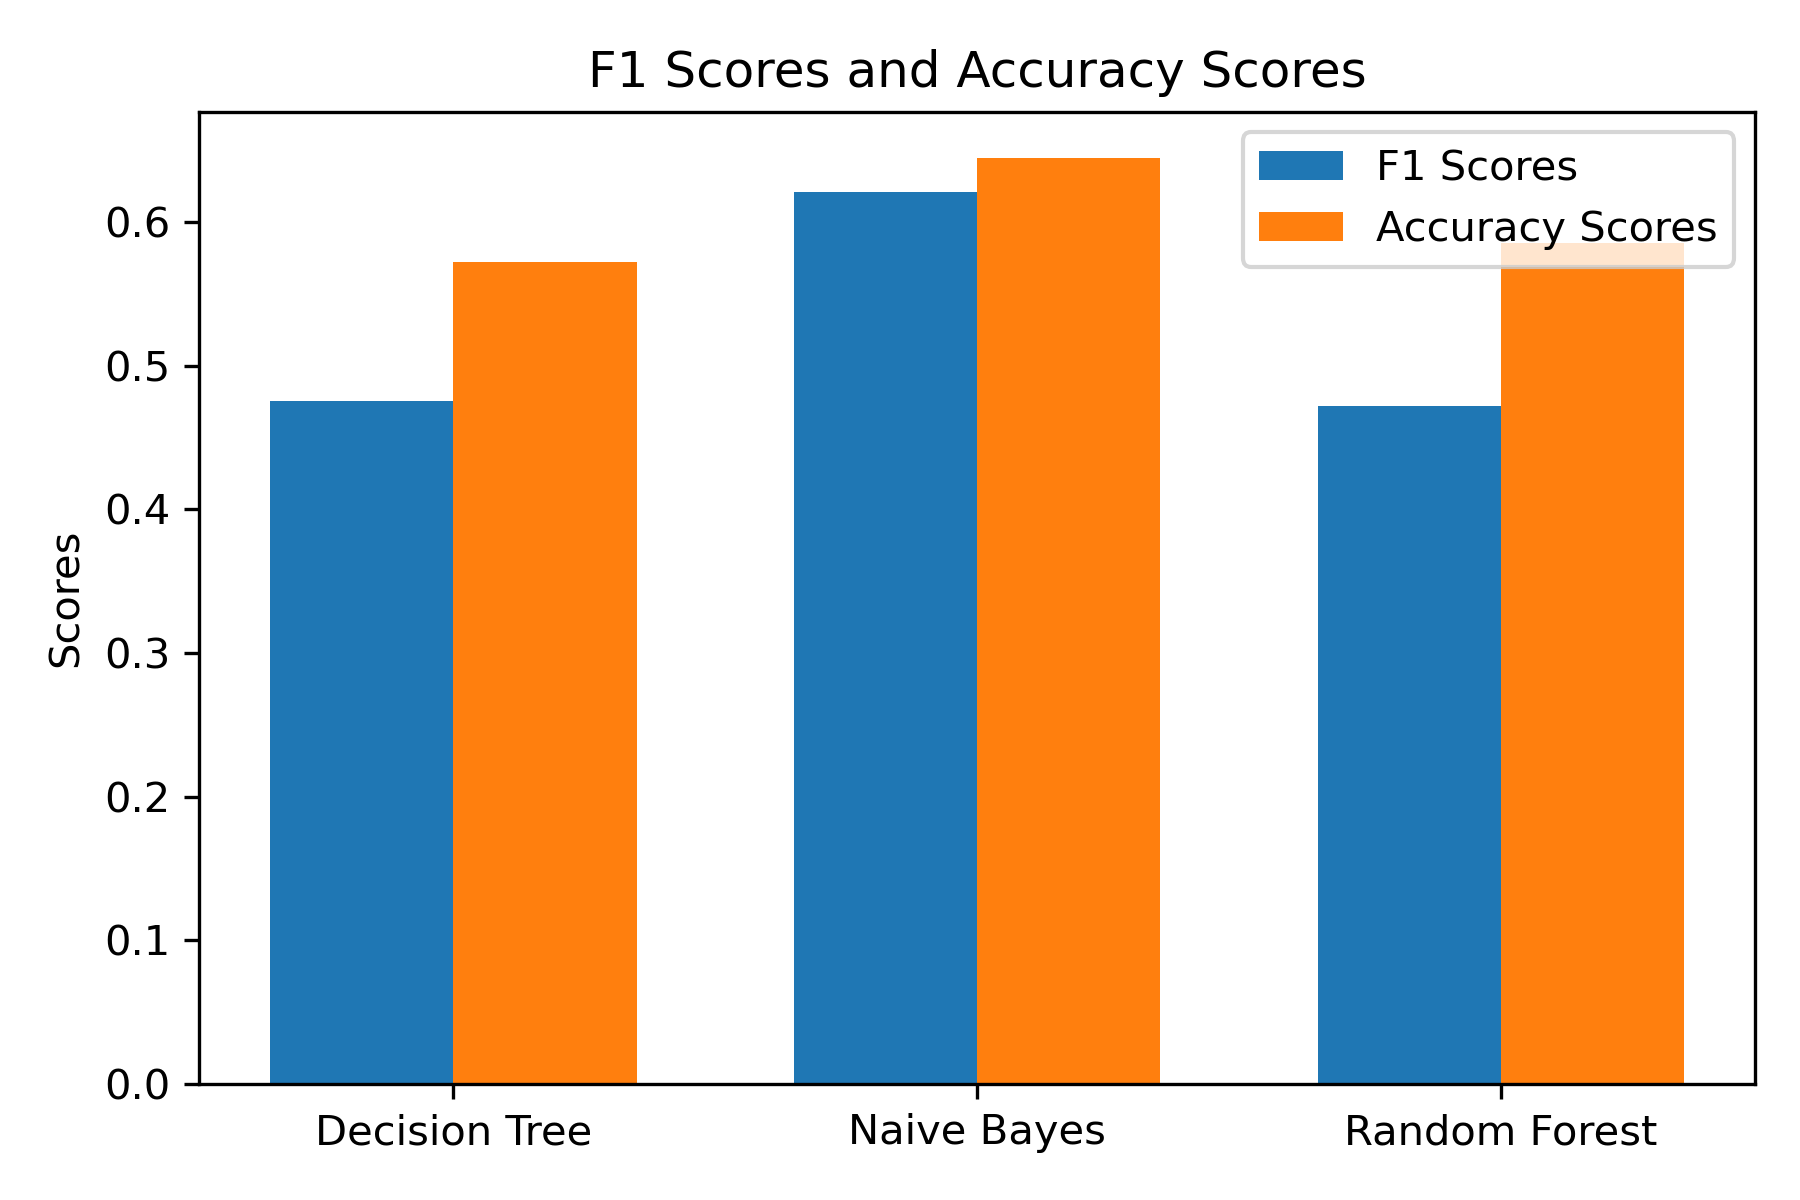 F1 Scores and Accuracy Scores
F1 Scores
Accuracy Scores
Scores
0.6
0.5
0.4
0.3
0.2
0.1
0.0
Decision Tree
Naive Bayes
Random Forest